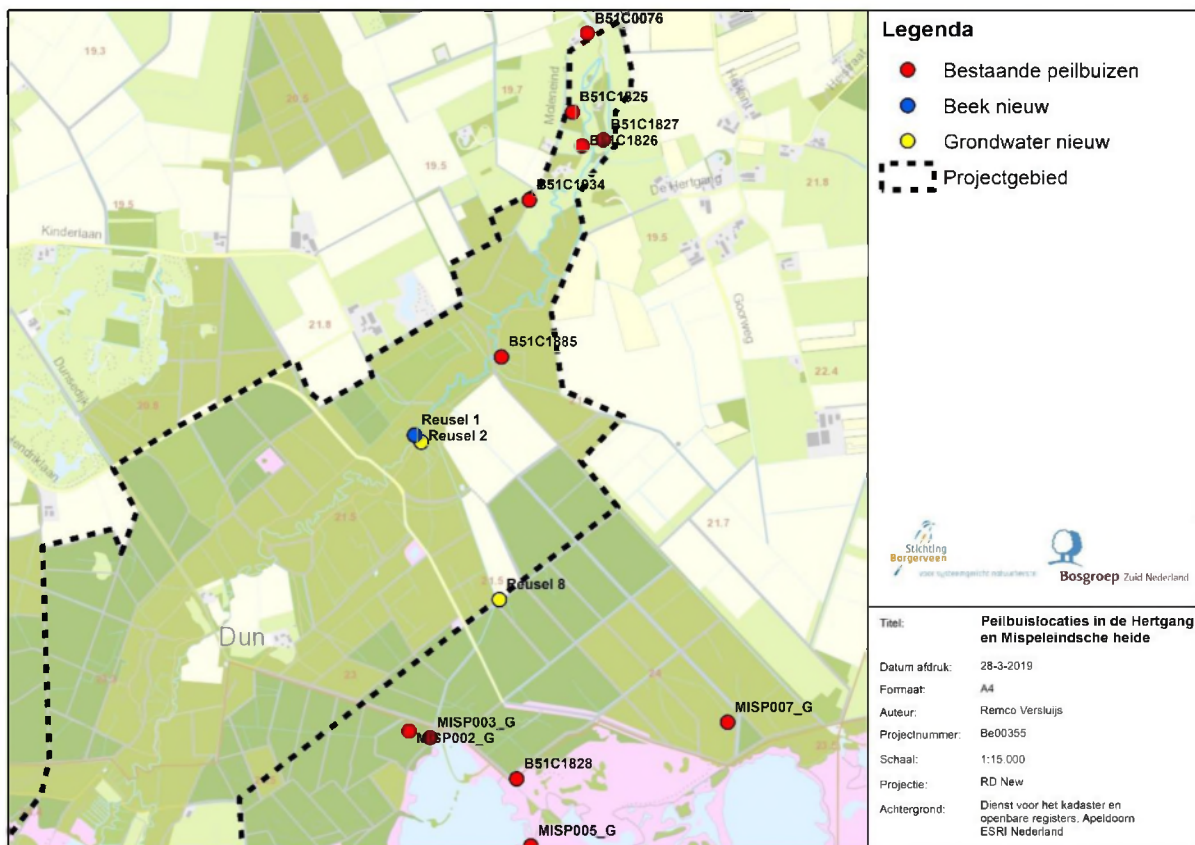 B51C0076
19.3
20.6
19.7
Moleneind
B51C1825
B51C1827
B51C1826
19.5
B51C1934
De Hertgang
21.8
19.5
19.5
Kinderlaan
Goorweg
21.8
B51C1885
22.4
Dunsedijk
20.8
Reusel 1
Reusel 2
Hendriklaan
21.5
21.7
21.5
Reusel 8
Dun
23
24
MISP003_G
MISP002_G
MISP007_G
B51C1828
MISP005_G
Legenda
Bestaande peilbuizen
Beek nieuw
Grondwater nieuw
Projectgebied
Stichting
Bargerveen
Bosgroep Zuid Nederland
Titel: Peilbuislocaties in de Hertgang
en Mispeleindsche heide
Datum afdruk: 28-3-2019
Formaat: A4
Auteur: Remco Versluijs
Projectnummer: Be00355
Schaal: 1:15.000
Projectie: RD New
Achtergrond: Dienst voor het kadaster en
openbare registers. Apeldoorn
ESRI Nederland